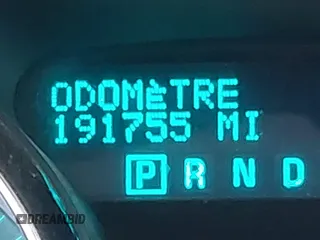 ODOMèTRE
191755 MI
P R N D
DREAMBID